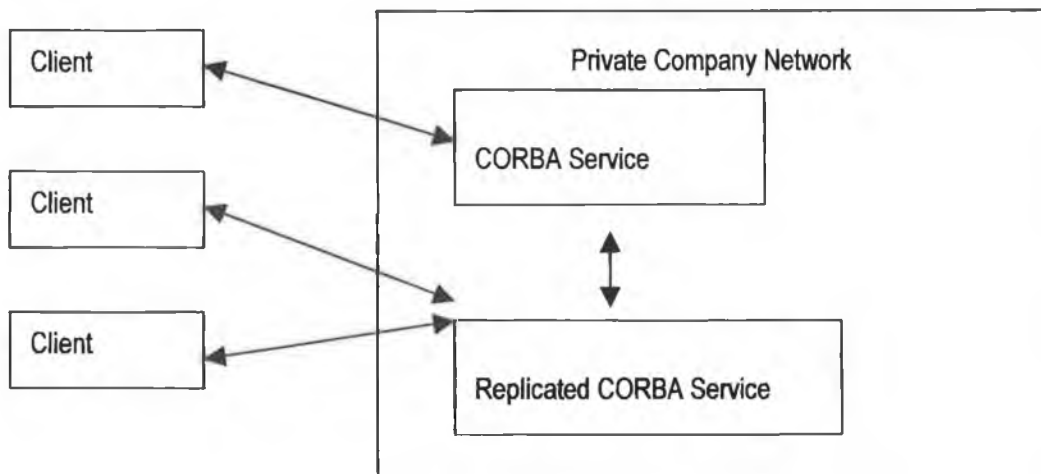 Client
Private Company Network
CORBA Service
Client
Client
Replicated CORBA Service